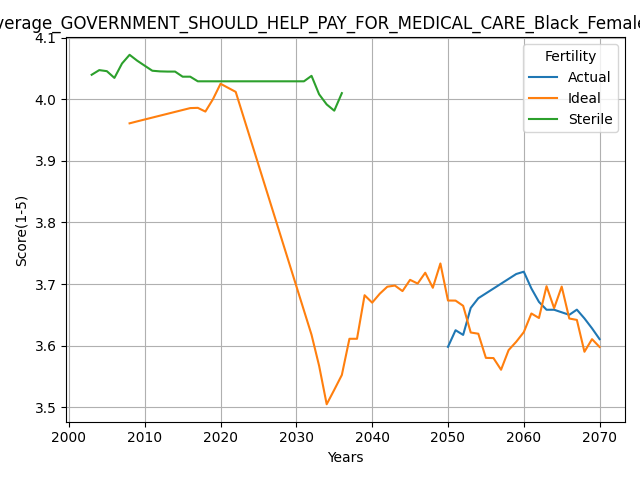 verage_GOVERNMENT_SHOULD_HELP_PAY_FOR_MEDICAL_CARE_Black_Female
4.1
4.0
3.9
3.8
3.7
3.6
3.5
Score(1-5)
Fertility
Actual
Ideal
Sterile
2000 2010 2020 2030 2040 2050 2060 2070
Years